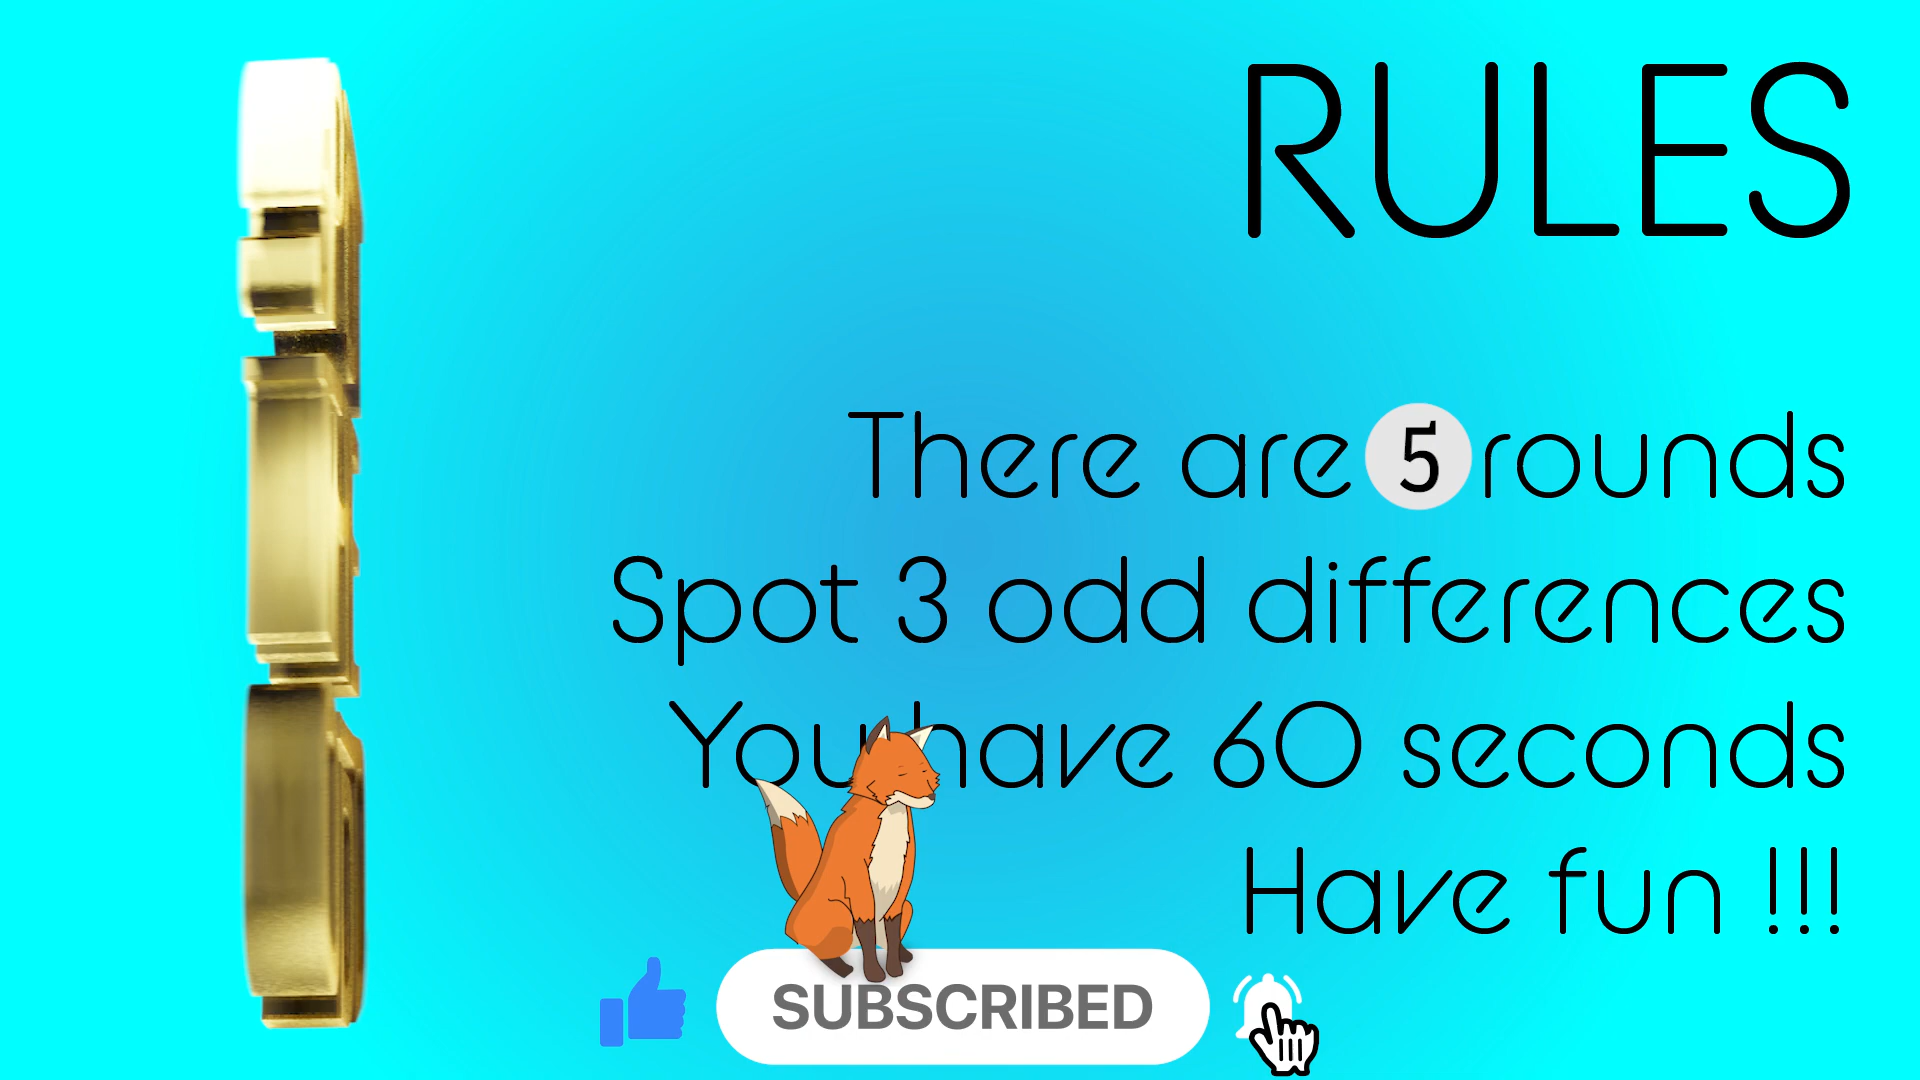 RULES
There are 5 rounds
Spot 3 odd differences
You have 60 seconds
Have fun !!!
SUBSCRIBED